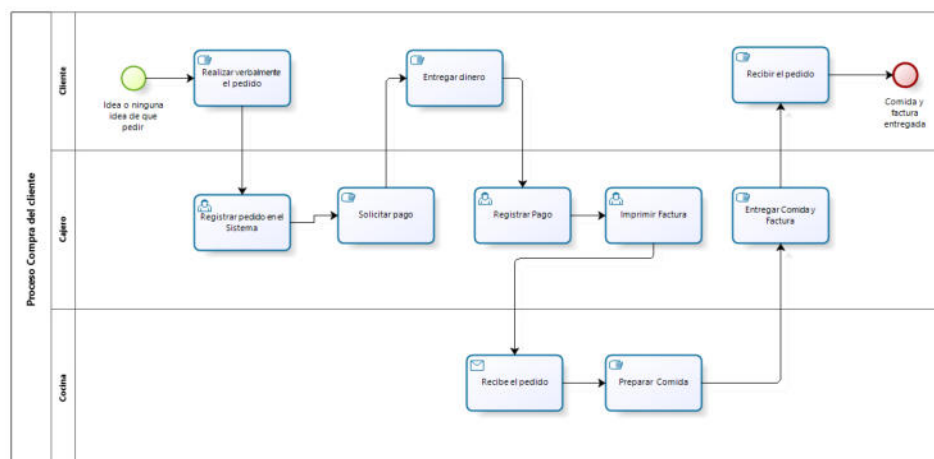 Proceso Compra del cliente
Cliente
Idea o ninguna
idea de que
pedir
Realizar verbalmente
el pedido
Entregar dinero
Recibir el pedido
Comida y
factura
entregada
Cajero
Registrar pedido en el
Sistema
Solicitar pago
Registrar Pago
Imprimir Factura
Entregar Comida y
Factura
Cocina
Recibe el pedido
Preparar Comida